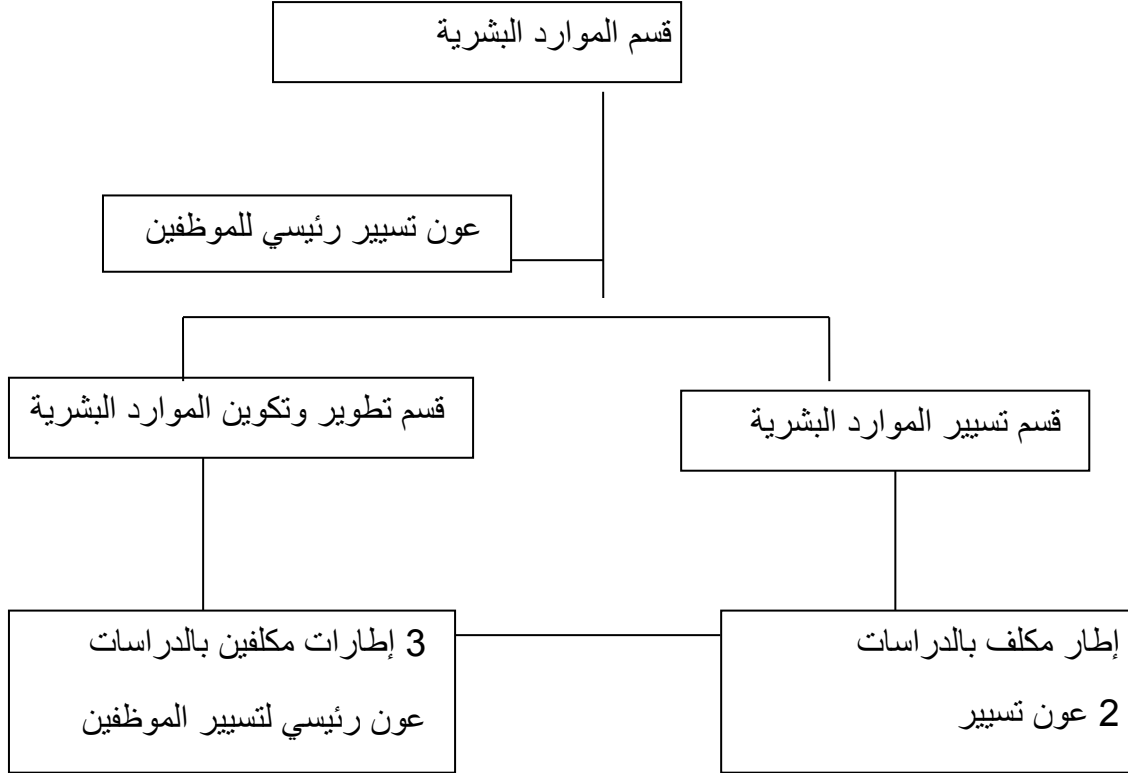 قسم الموارد البشرية
عون تسيير رئيسي للموظفين
قسم تسيير الموارد البشرية
قسم تطوير وتكوين الموارد البشرية
إطار مكلف بالدراسات
2 عون تسيير
3 إطارات مكلفين بالدراسات
عون رئيسي لتسيير الموظفين